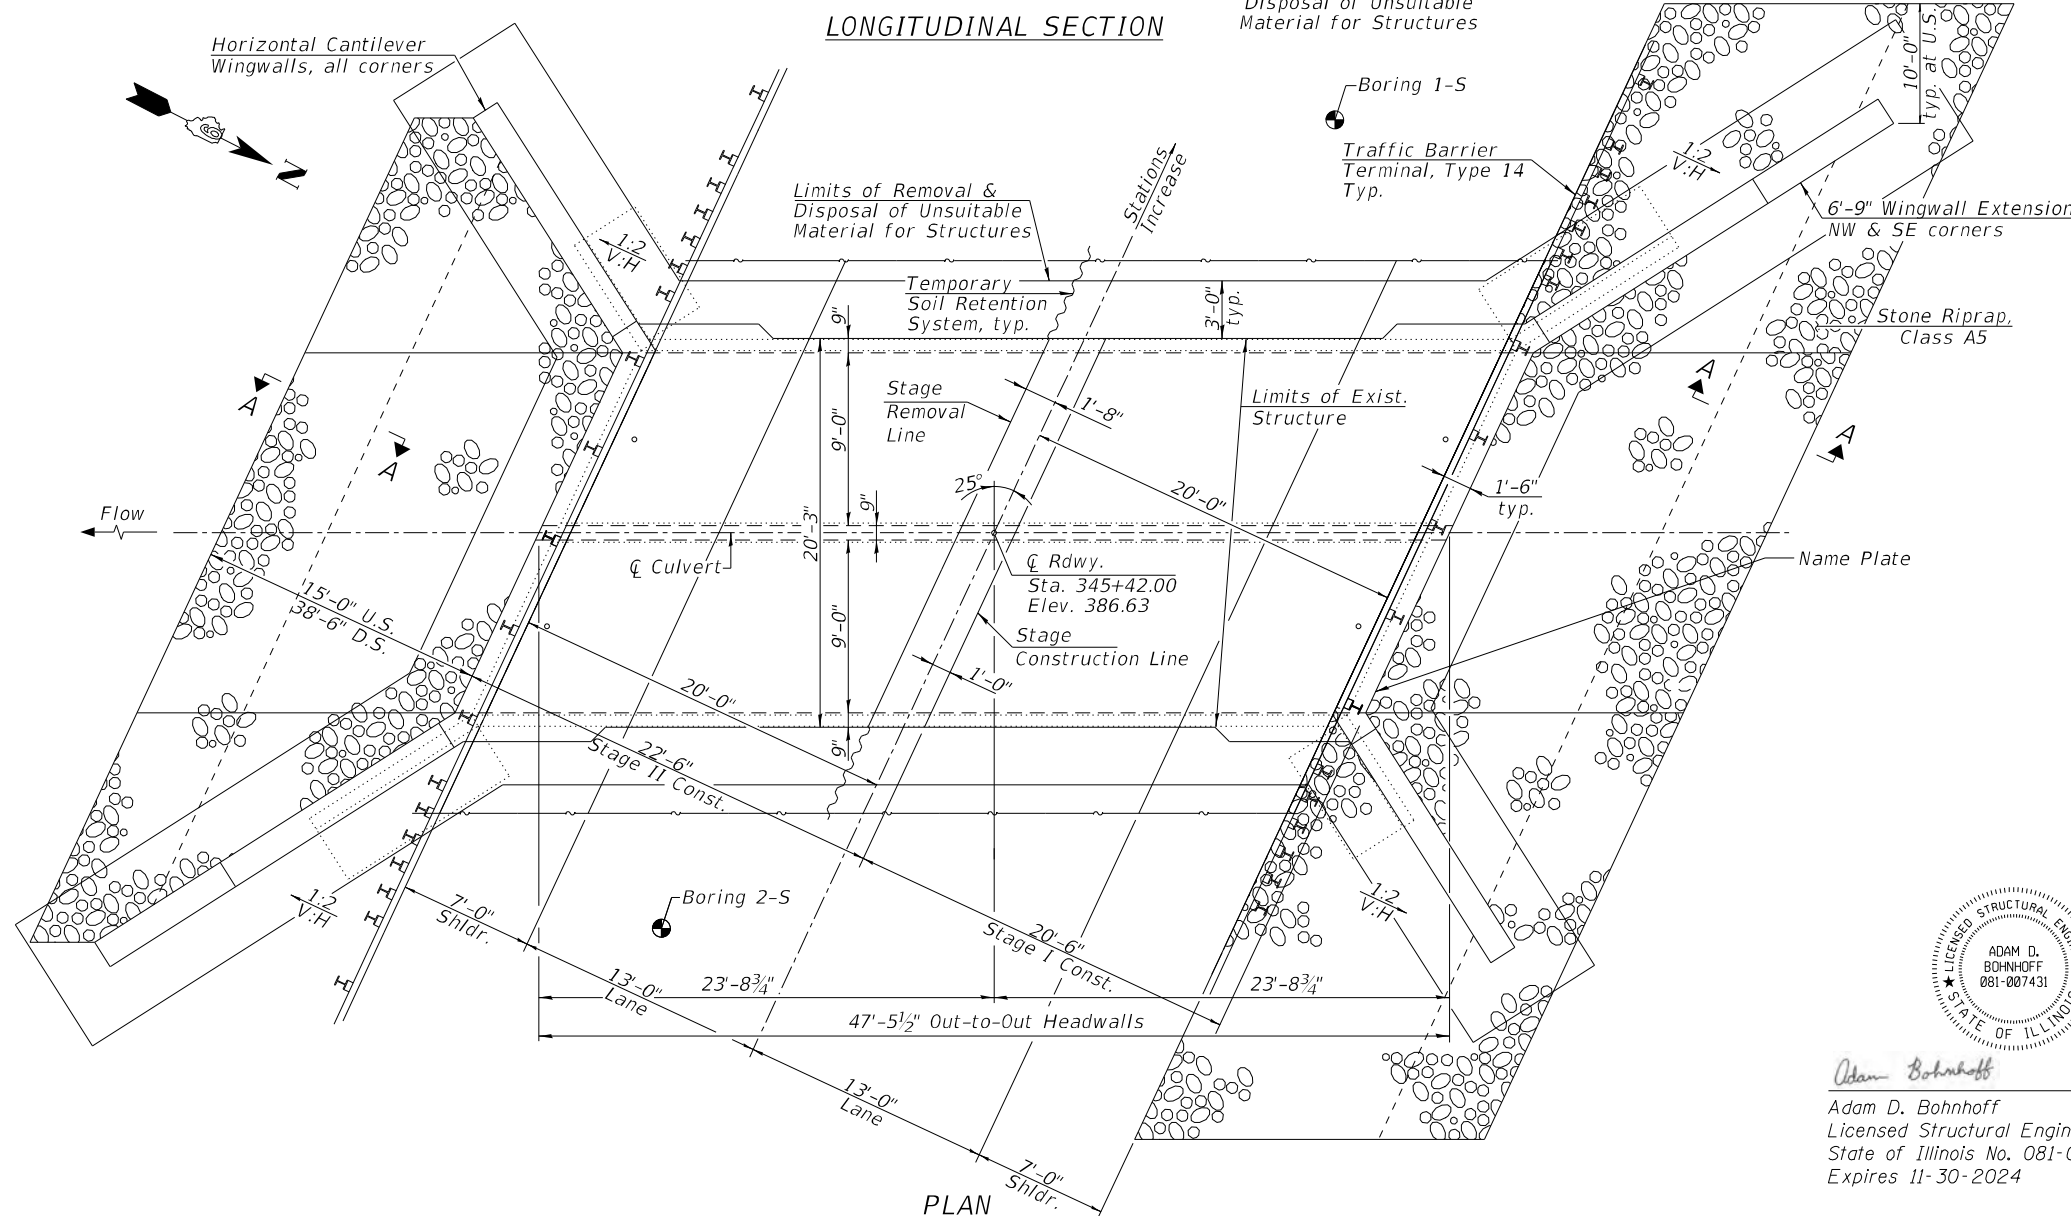 LONGITUDINAL SECTION
Disposal of Unsuitable
Material for Structures
Horizontal Cantilever
Wingwalls, all corners
N
Boring 1-S
Traffic Barrier
Terminal, Type 14
Typ.
10'-0"
typ. at U.S.
1:2
V:H
6'-9" Wingwall Extension
NW & SE corners
Stations
Increase
Limits of Removal &
Disposal of Unsuitable
Material for Structures
1:2
V:H
Temporary
Soil Retention
System, typ.
9"
3'-0"
typ.
Stone Riprap,
Class A5
A
A
A
A
Stage
Removal
Line
1'-8"
Limits of Exist.
Structure
9'-0"
20'-0"
25°
9"
1'-6"
typ.
20'-3"
Flow
℄ Culvert
℄ Rdwy.
Sta. 345+42.00
Elev. 386.63
Name Plate
15'-0" U.S.
38'-6" D.S.
9'-0"
Stage
Construction Line
1'-0"
20'-0"
9"
22'-6"
Stage II Const.
1:2
V:H
7'-0"
Shldr.
Boring 2-S
20'-6"
Stage I Const.
1:2
V:H
13'-0"
Lane
23'-8¾"
23'-8¾"
47'-5½" Out-to-Out Headwalls
13'-0"
Lane
7'-0"
Shldr.
PLAN
LICENSED STRUCTURAL
ADAM D.
BOHNHOFF
081-007431
STATE OF
Adam Bohnhoff
Adam D. Bohnhoff
Licensed Structural
State of Illinois No.
Expires 11-30-2024